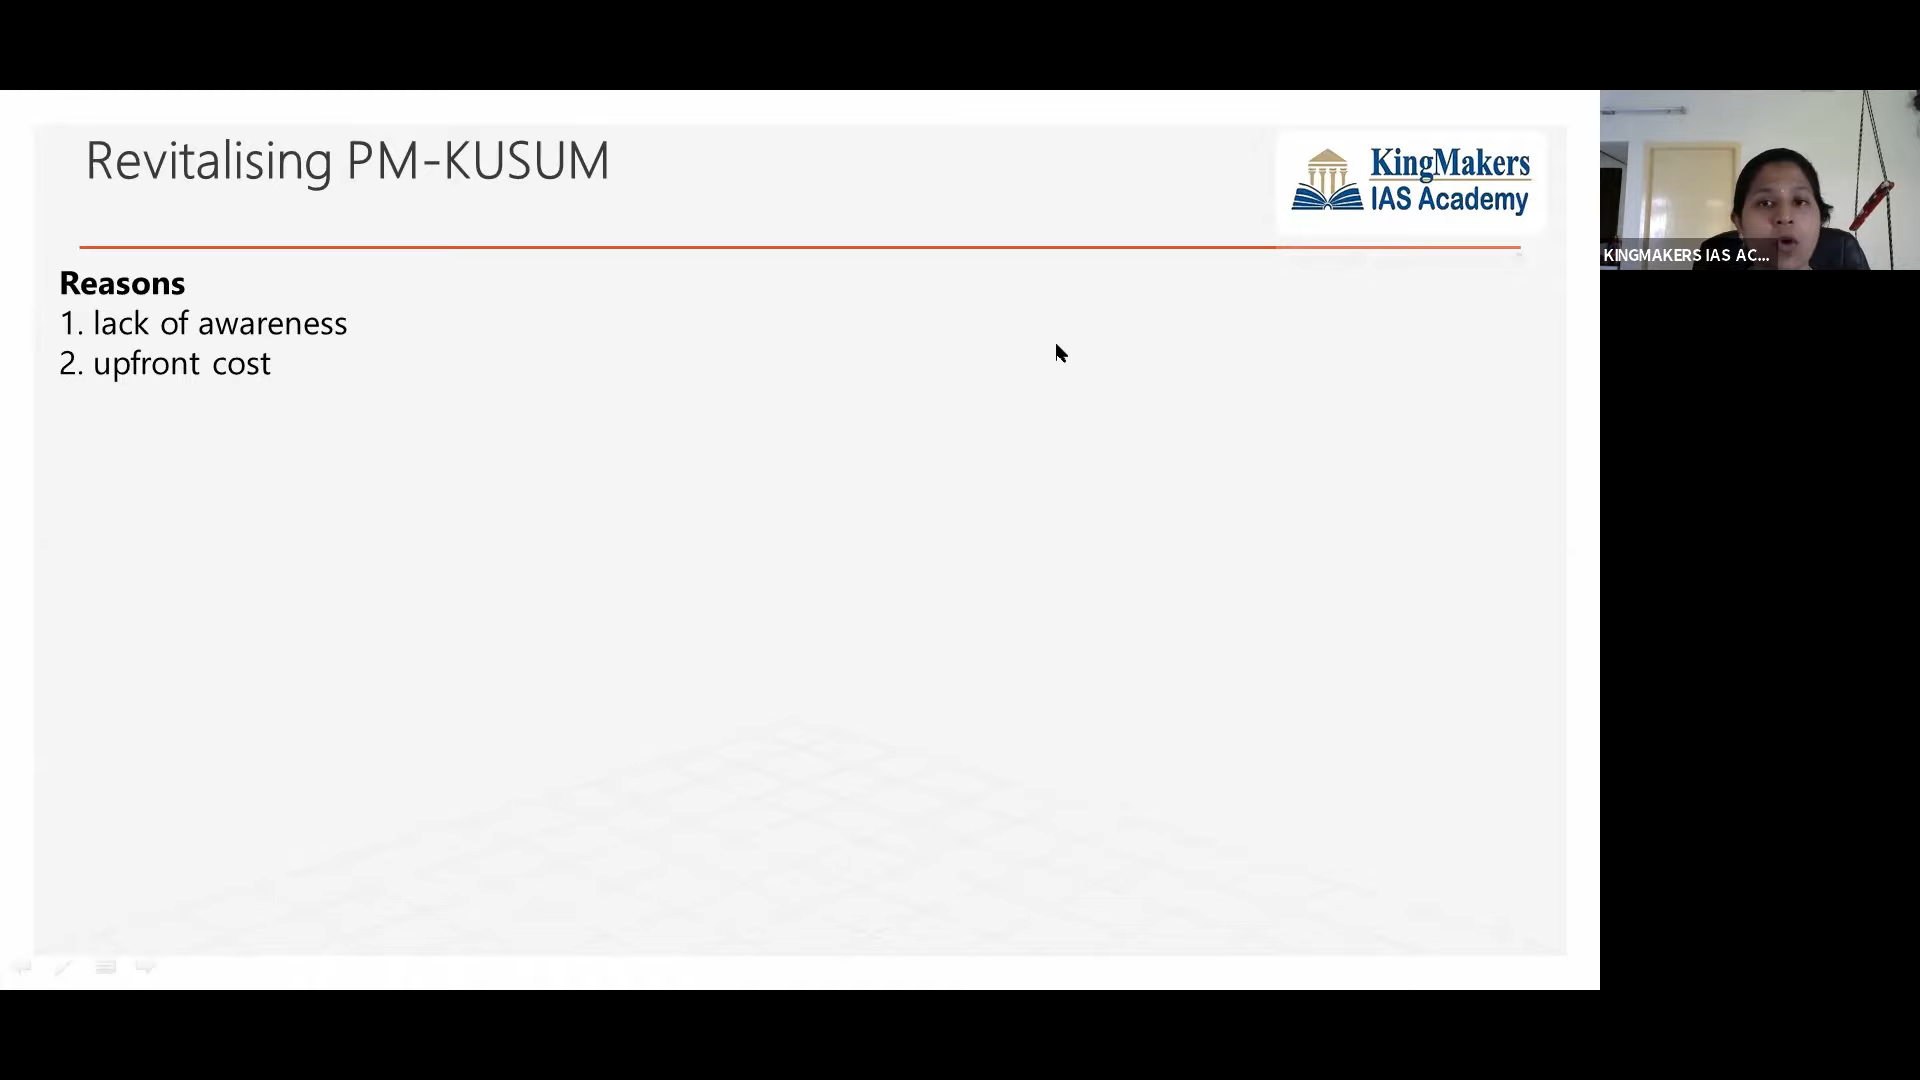 Revitalising PM-KUSUM
KingMakers
IAS Academy
KINGMAKERS IAS AC...
Reasons
1. lack of awareness
2. upfront cost